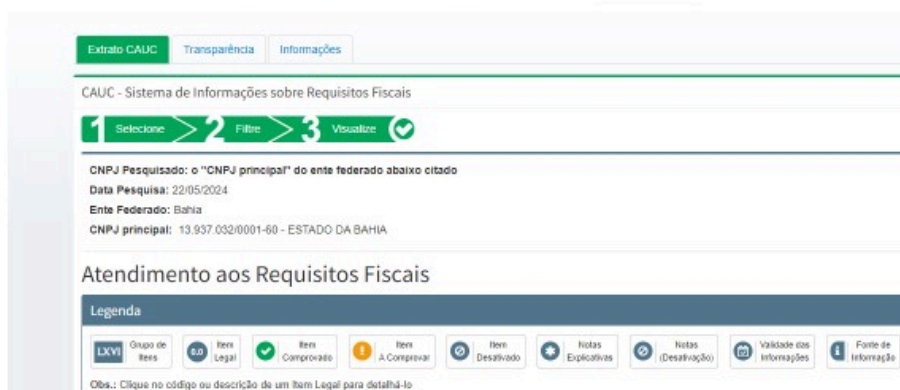 Extrato CAUC Transparência Informações
CAUC - Sistema de Informações sobre Requisitos Fiscais
1 Selecione 2 Filtre 3 Visualize
CNPJ Pesquisado: o "CNPJ principal" do ente federado abaixo citado
Data Pesquisa: 22/05/2024
Ente Federado: Bahia
CNPJ principal: 13.937.032/0001-60 - ESTADO DA BAHIA
Atendimento aos Requisitos Fiscais
Legenda
LXVI Grupo de Itens 0.0 Item Legal Item Comprovado ! Item A Comprovar Item Desativado Notas Explicativas Notas (Desativação) Validade das Informações Fonte de Informação
Obs.: Clique no código ou descrição de um Item Legal para detalhá-lo